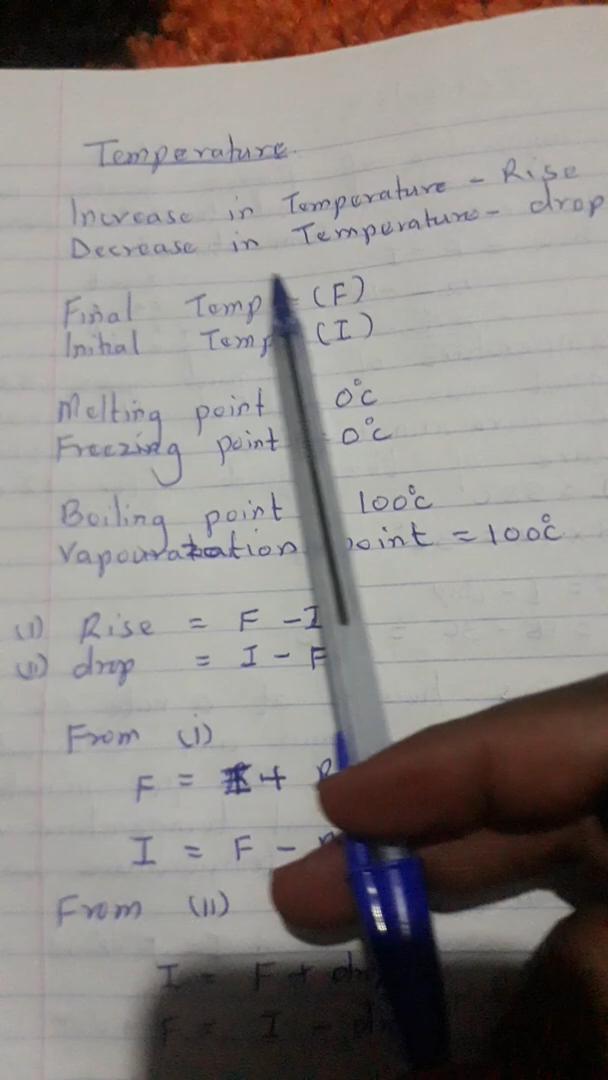 Temperature.
Increase in Temperature - Rise
Decrease in Temperature - drop
Final Temp = (F)
Initial Temp (I)
Melting point 0°c
Freezing point 0°c
Boiling point 100°c
Vapouration point = 100°c
(i) Rise = F - I
(ii) drop = I - F
From (i)
F = I +
I = F -
From (ii)
I = F + 
F = I -